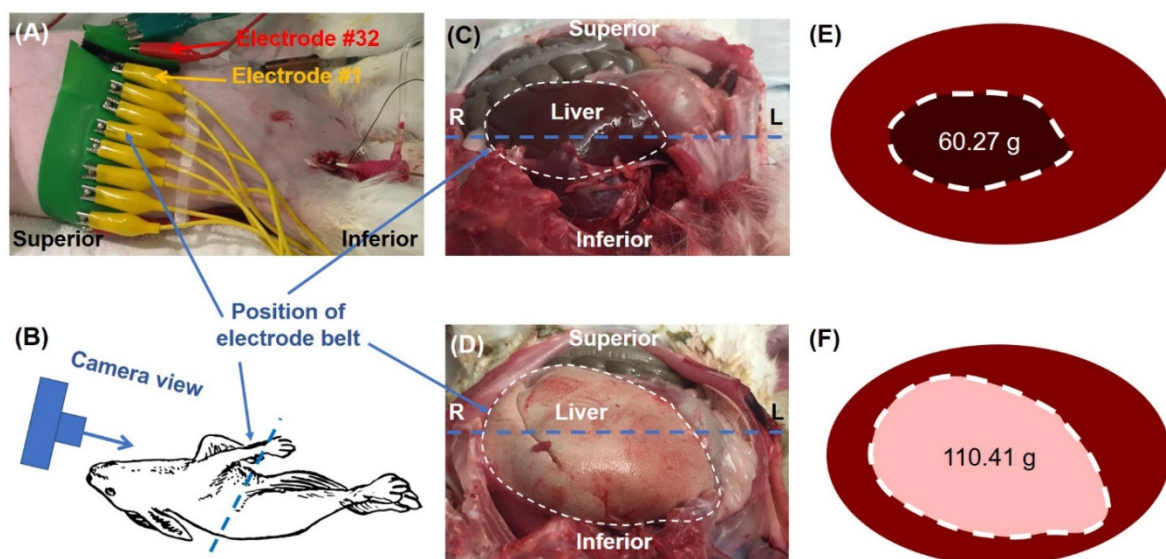 (A)
Electrode #32
Electrode #1
Superior
Inferior
(C)
Superior
R
Liver
L
Inferior
(E)
60.27 g
Position of
electrode belt
(B)
Camera view
(D)
Superior
R
Liver
L
Inferior
(F)
110.41 g